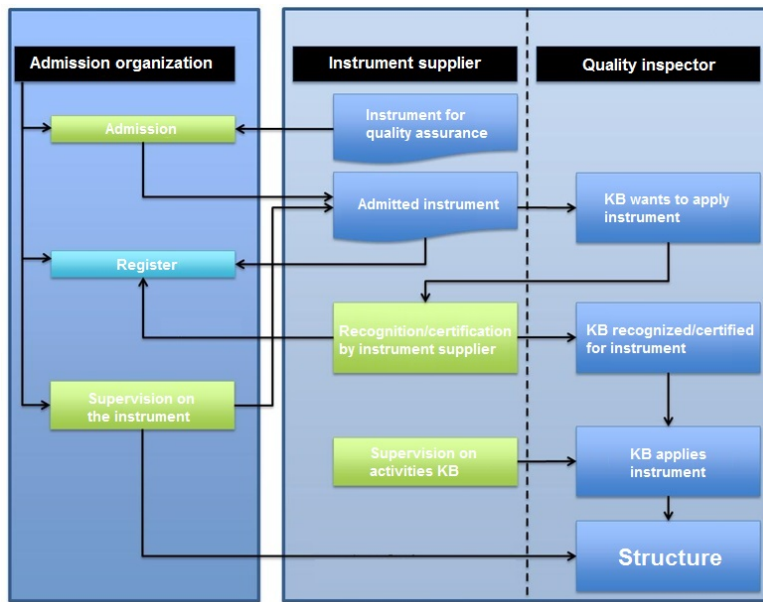 Admission organization
Instrument supplier
Quality inspector
Admission
Instrument for
quality assurance
Admitted instrument
KB wants to apply
instrument
Register
Recognition/certification
by instrument supplier
KB recognized/certified
for instrument
Supervision on
the instrument
Supervision on
activities KB
KB applies
instrument
Structure